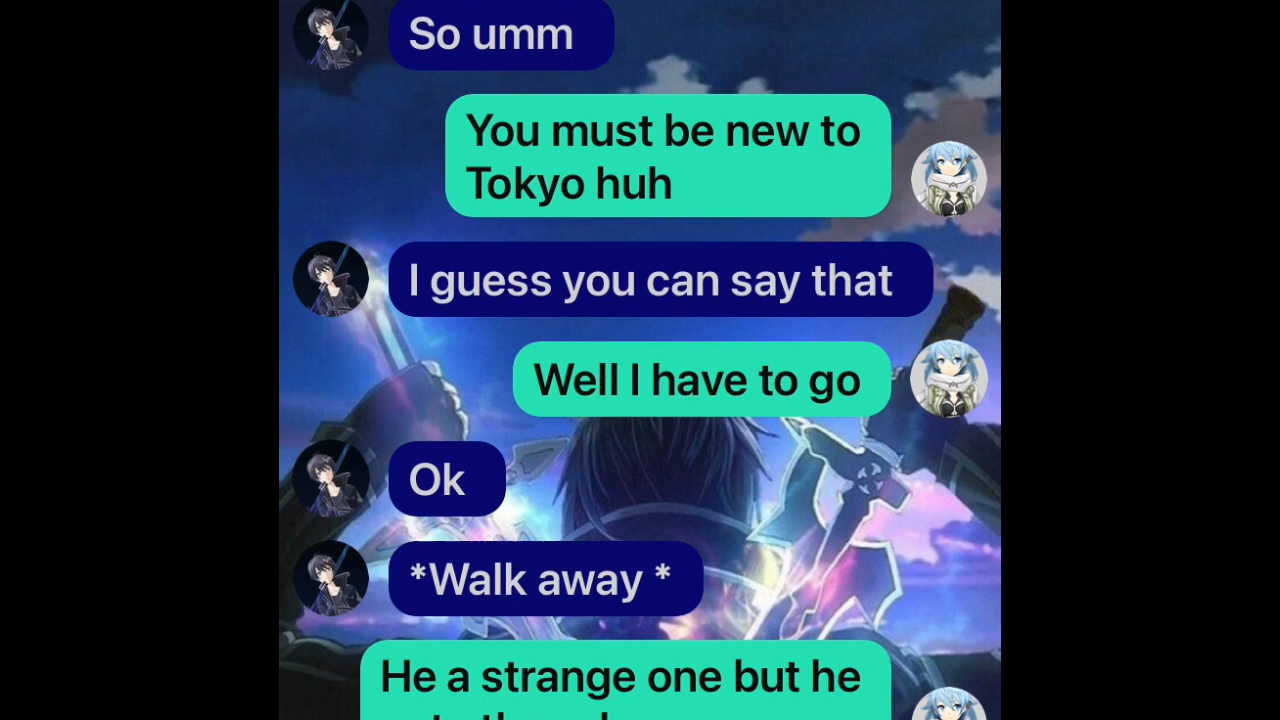 So umm
You must be new to
Tokyo huh
I guess you can say that
Well I have to go
Ok
*Walk away *
He a strange one but he